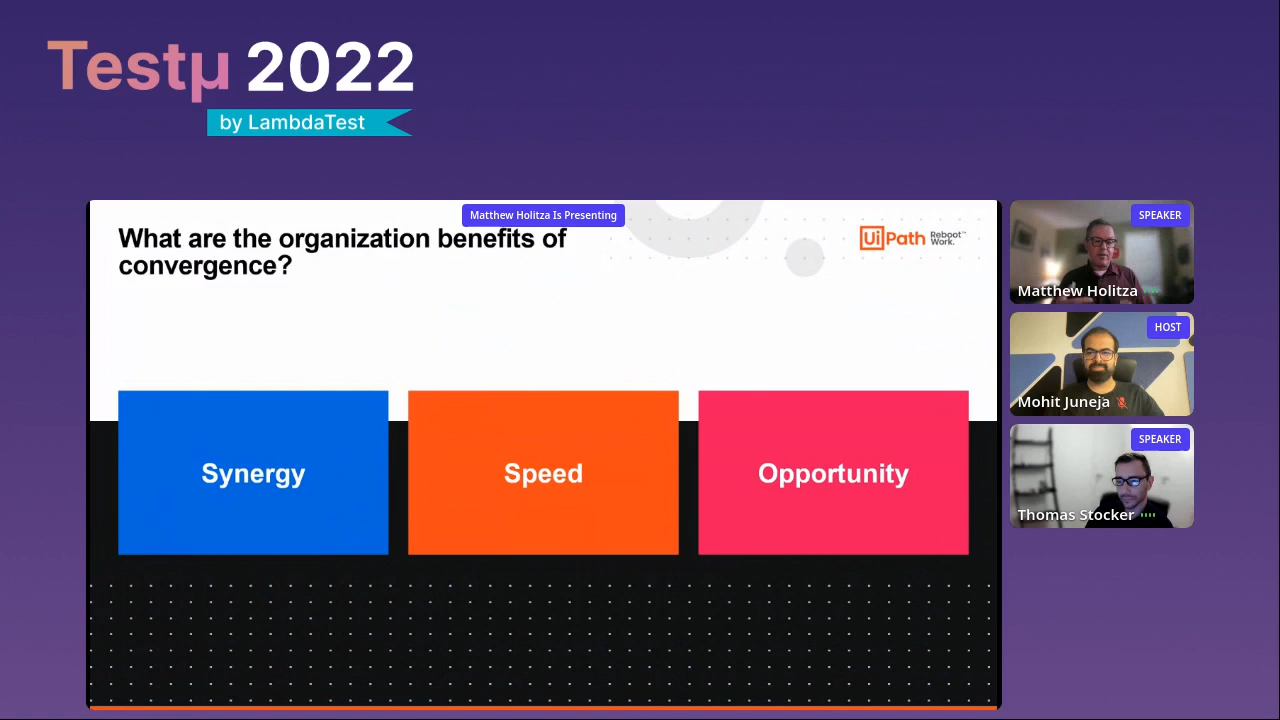 Testμ 2022
by LambdaTest
Matthew Holitza Is Presenting
What are the organization benefits of
convergence?
UiPath Reboot
Work.™
Synergy
Speed
Opportunity
SPEAKER
Matthew Holitza
HOST
Mohit Juneja
SPEAKER
Thomas Stocker